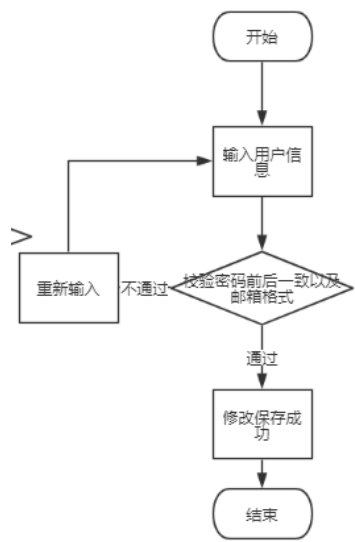 开始
输入用户信
息
重新输入
不通过
校验密码前后一致以及
邮箱格式
通过
修改保存成
功
结束